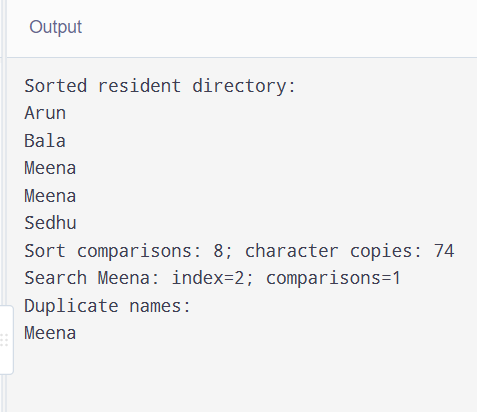 Output
Sorted resident directory:
Arun
Bala
Meena
Meena
Sedhu
Sort comparisons: 8; character copies: 74
Search Meena: index=2; comparisons=1
Duplicate names:
Meena